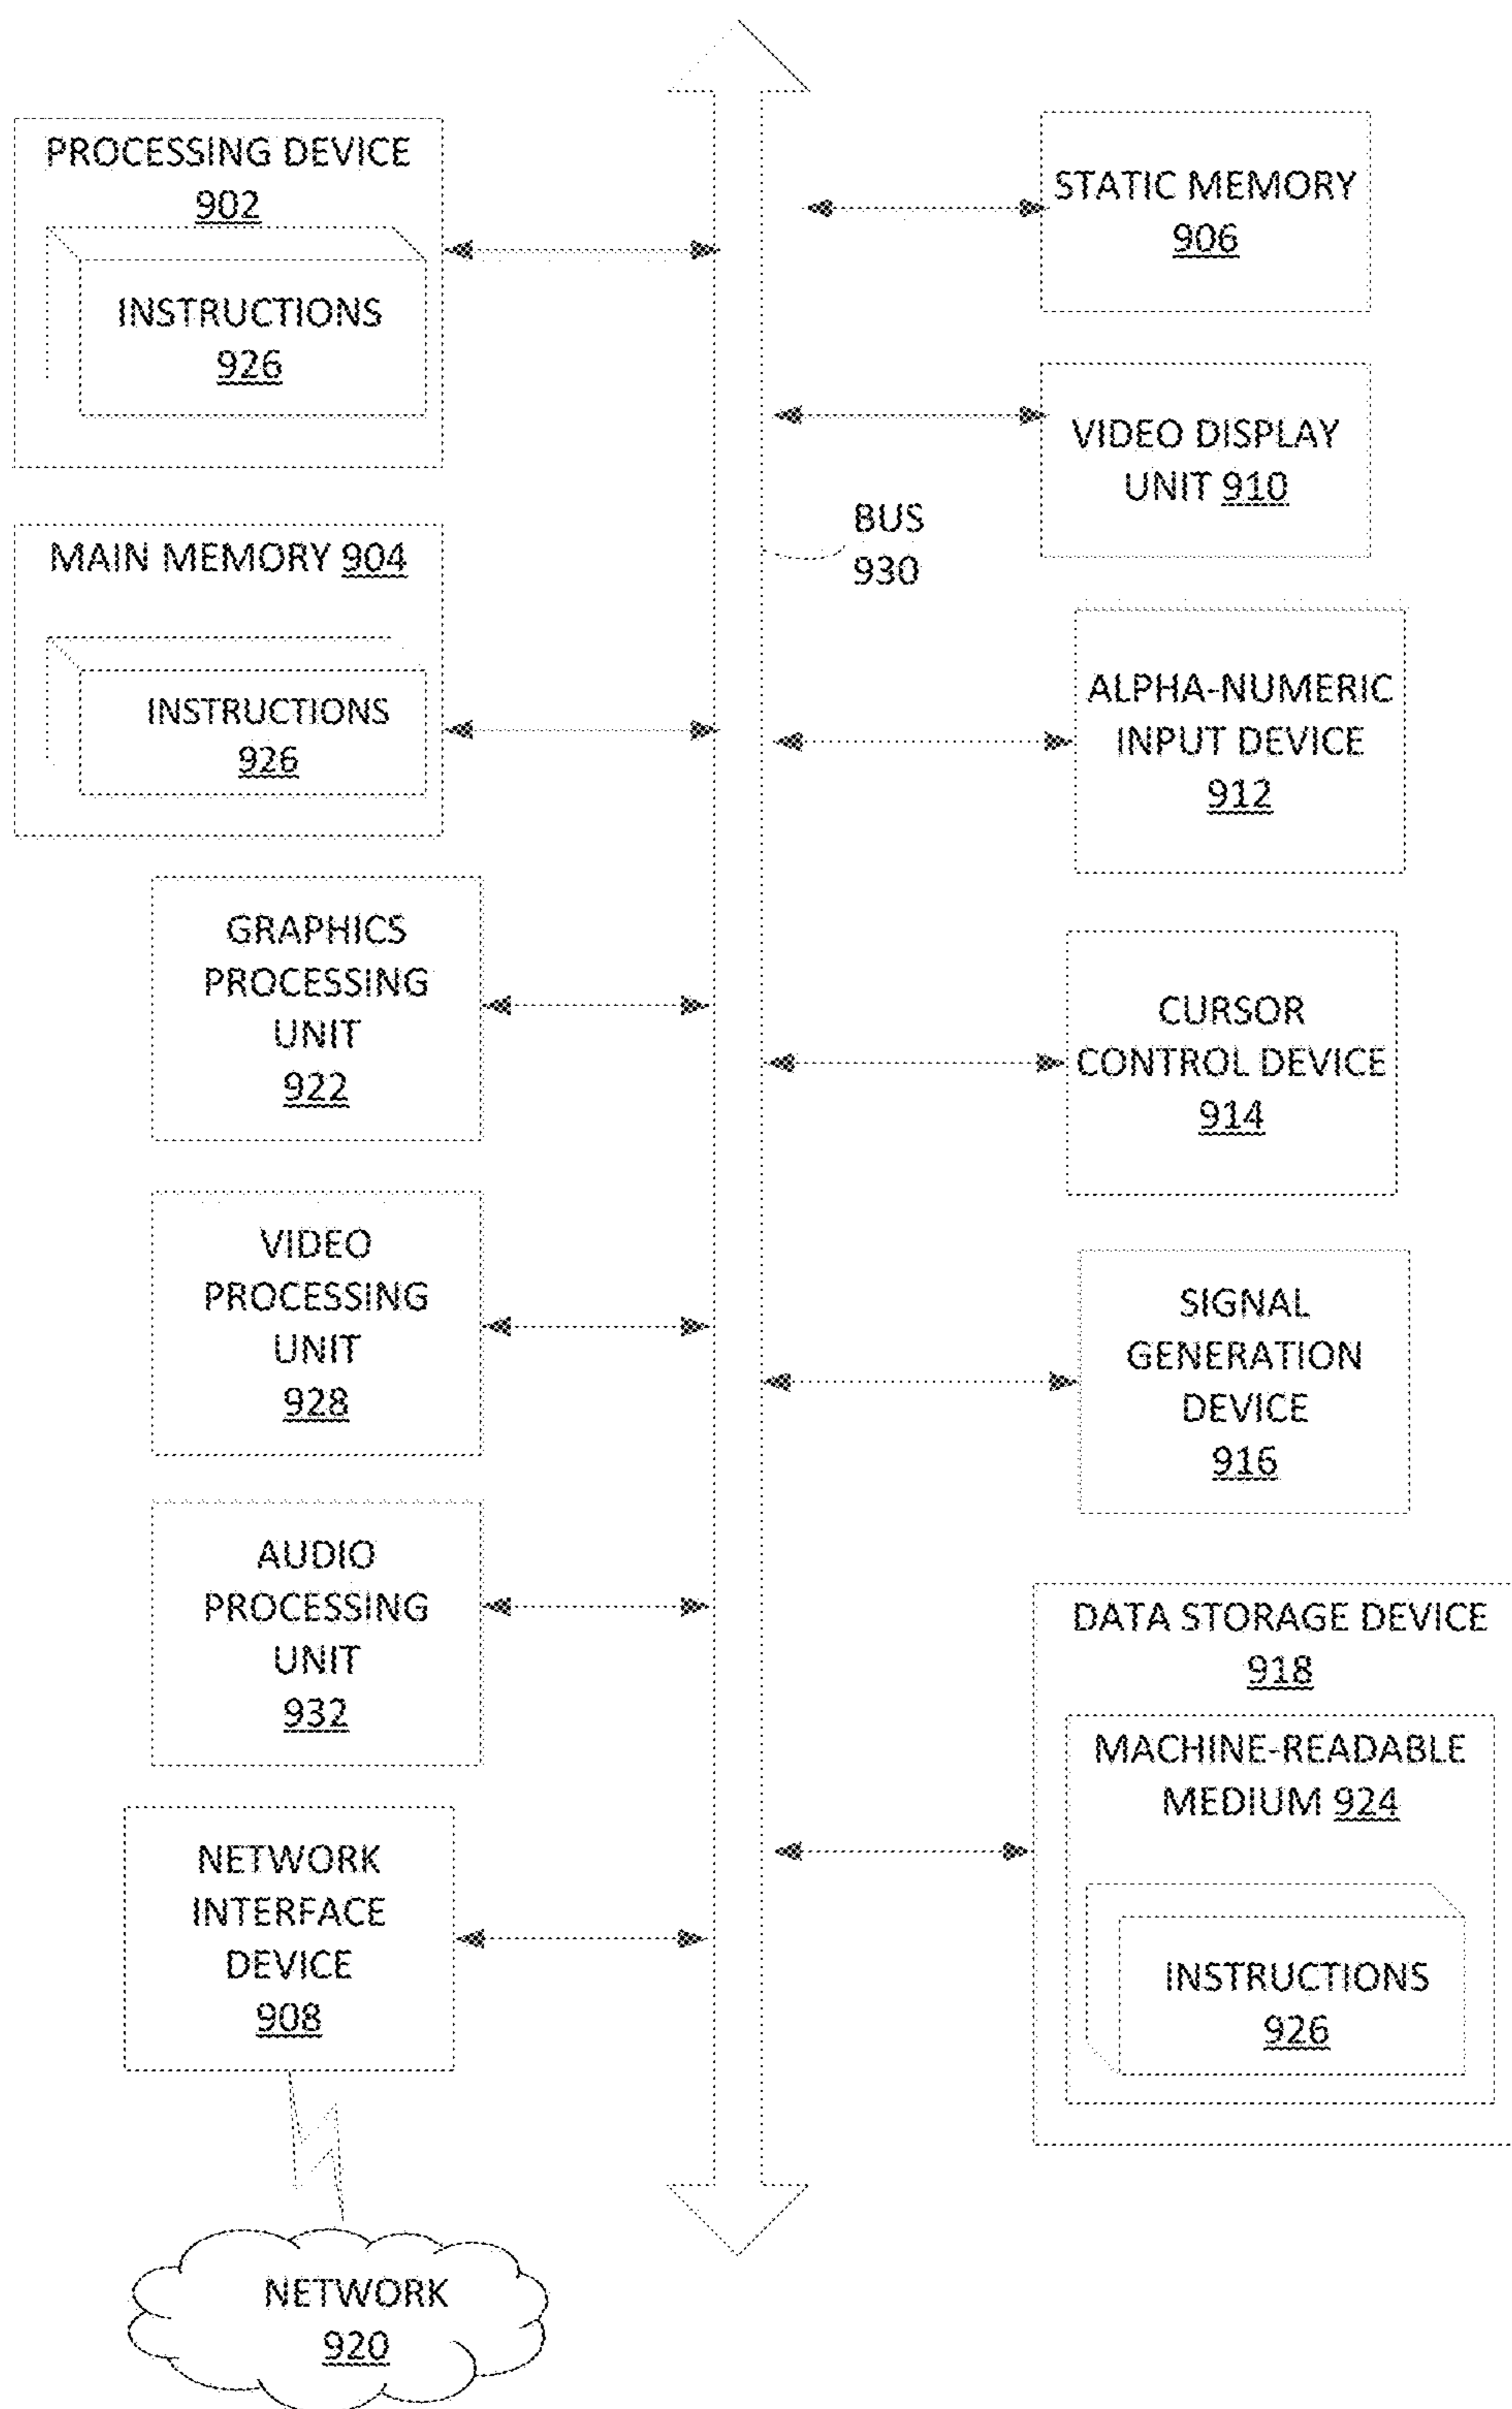 PROCESSING DEVICE
902
INSTRUCTIONS
926
MAIN MEMORY 904
INSTRUCTIONS
926
GRAPHICS
PROCESSING
UNIT
922
VIDEO
PROCESSING
UNIT
928
AUDIO
PROCESSING
UNIT
932
NETWORK
INTERFACE
DEVICE
908
NETWORK
920
BUS
930
STATIC MEMORY
906
VIDEO DISPLAY
UNIT 910
ALPHA-NUMERIC
INPUT DEVICE
912
CURSOR
CONTROL DEVICE
914
SIGNAL
GENERATION
DEVICE
916
DATA STORAGE DEVICE
918
MACHINE-READABLE
MEDIUM 924
INSTRUCTIONS
926